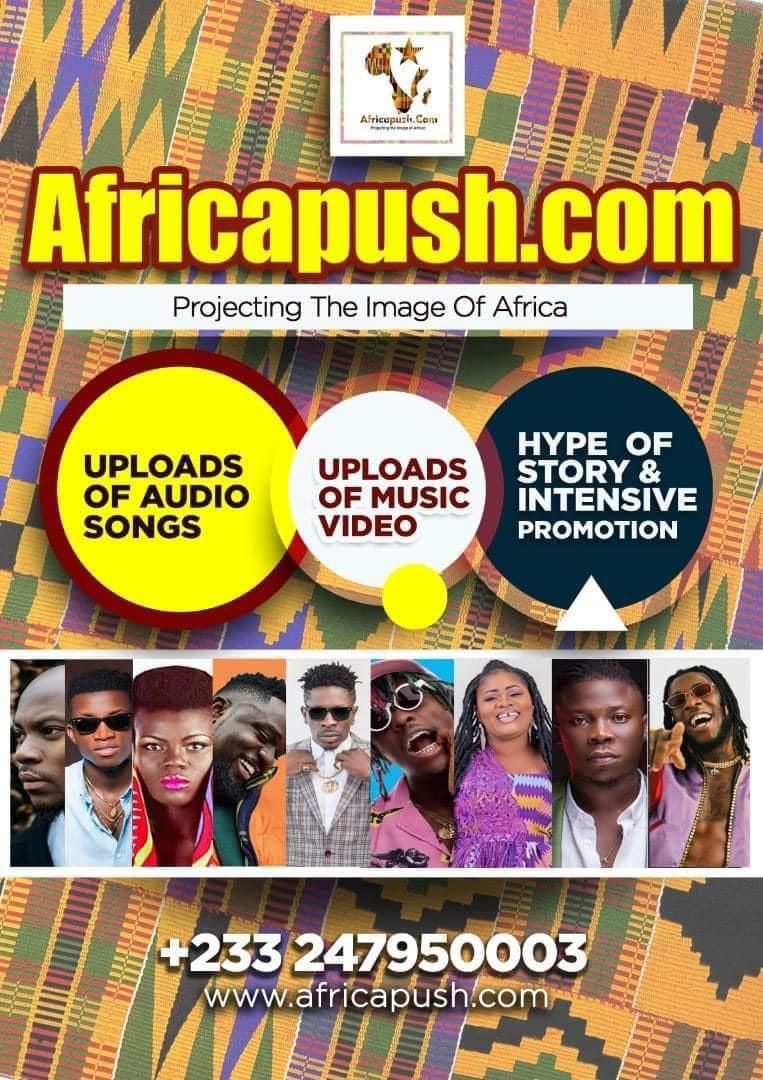 Africapush.Com
Projecting the Image of Africa!
Africapush.com
Projecting The Image Of Africa
UPLOADS
OF AUDIO
SONGS
UPLOADS
OF MUSIC
VIDEO
HYPE OF
STORY &
INTENSIVE
PROMOTION
+233 247950003
www.africapush.com